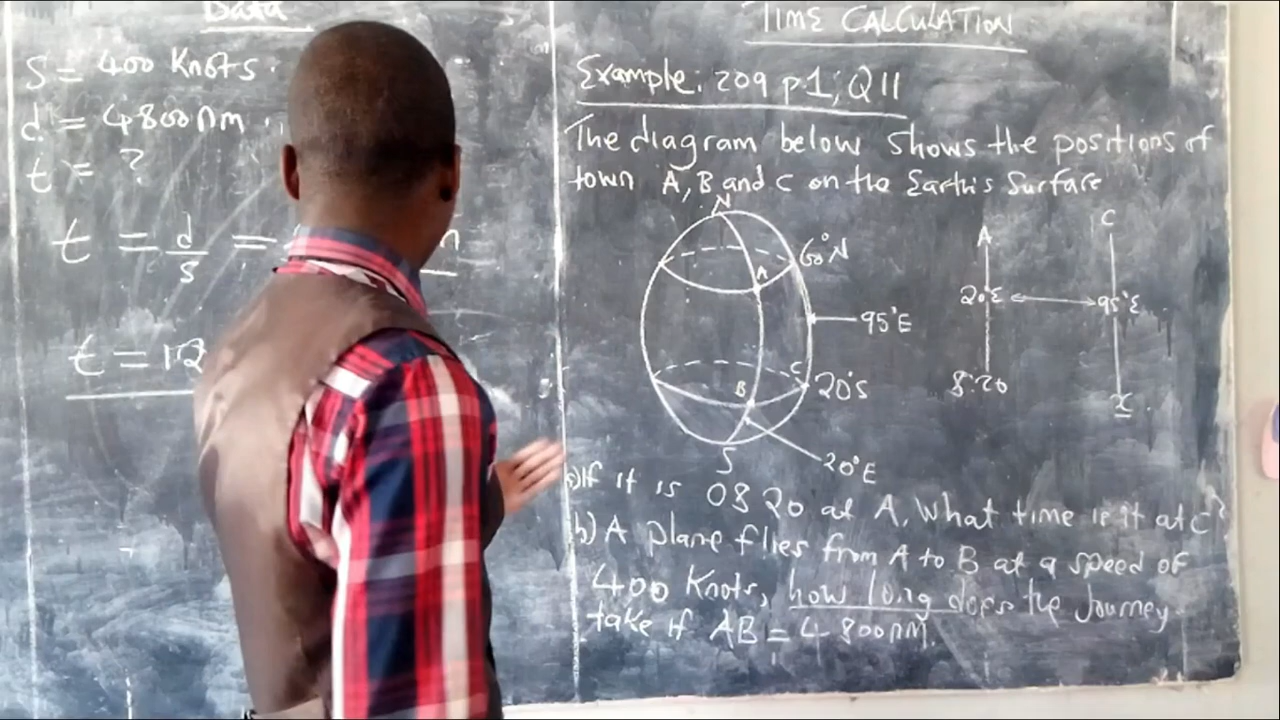 Data
S = 400 Knots.
d = 4800nm.
t = ?
t = d/s =
t = 12
TIME CALCULATION
Example: 209 p1; Q11
The diagram below shows the positions of
town A, B and C on the Earth's Surface
N
60°N
A
95°E
C
20°S
B
S
20°E
A
C
20°E
95°E
8:20
x.
a) If it is 0820 at A. What time is it at C?
b) A plane flies from A to B at a speed of
400 Knots, how long does the Journey
take if AB = 4800nm.